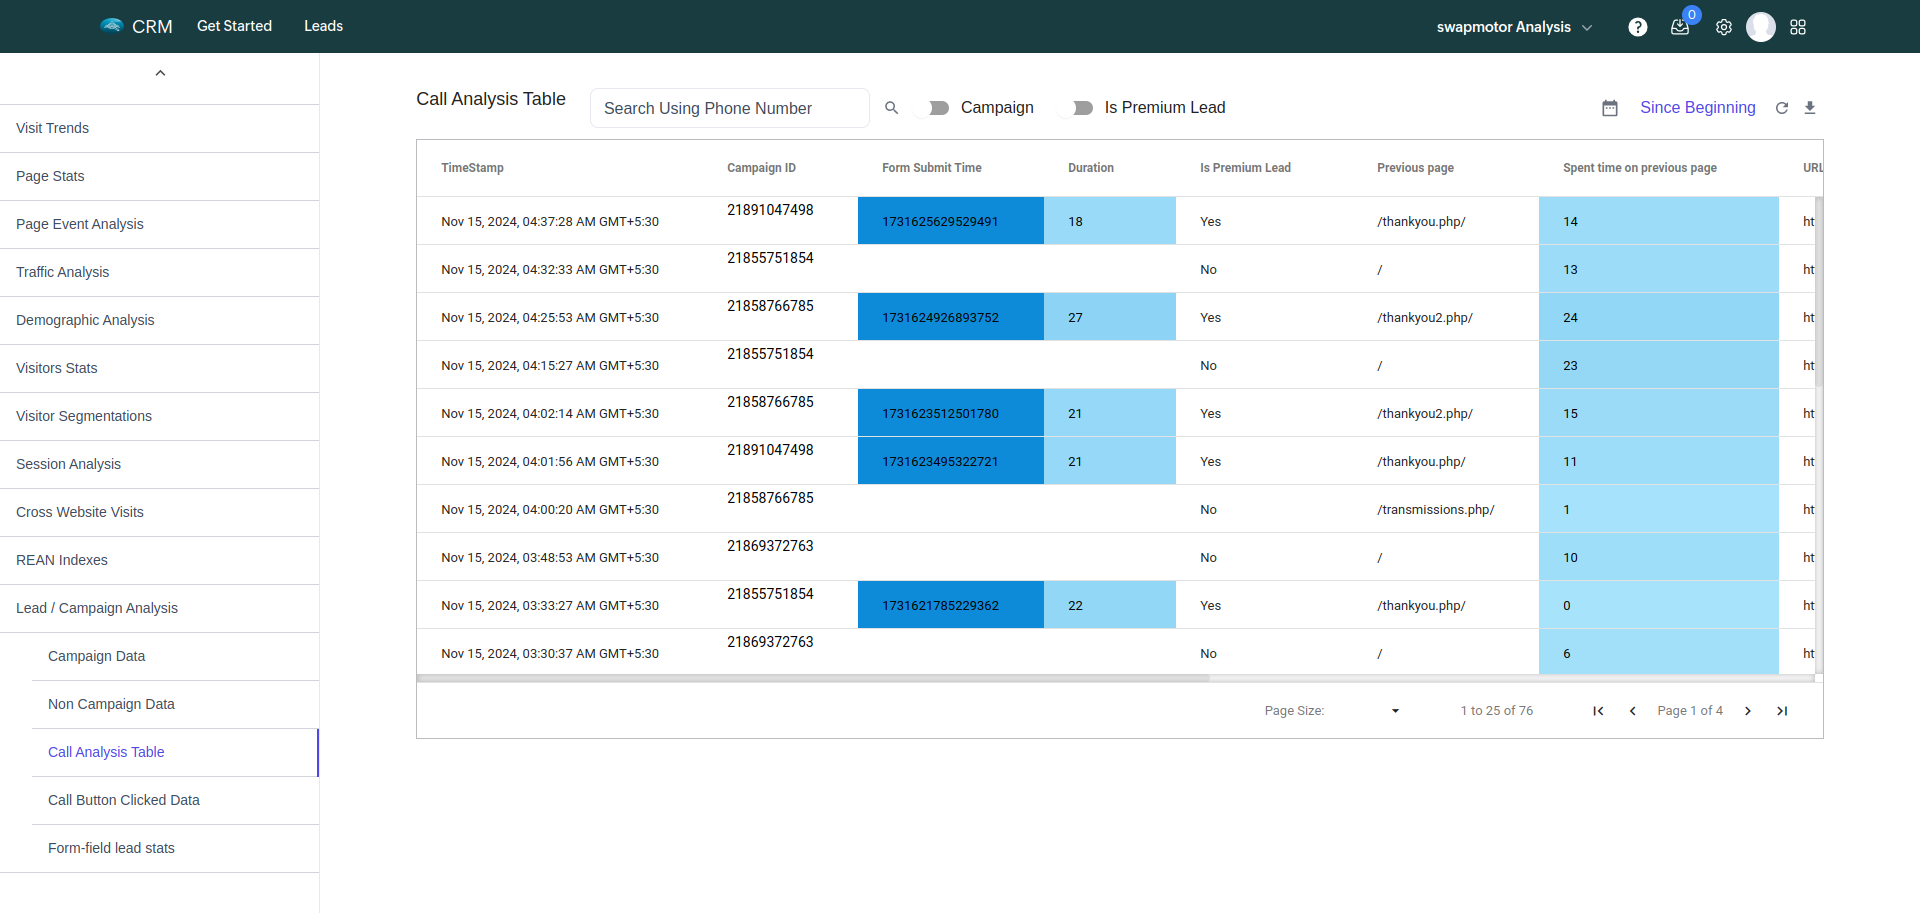 CRM Get Started Leads swapmotor Analysis ? 0
Visit Trends
Page Stats
Page Event Analysis
Traffic Analysis
Demographic Analysis
Visitors Stats
Visitor Segmentations
Session Analysis
Cross Website Visits
REAN Indexes
Lead / Campaign Analysis
Campaign Data
Non Campaign Data
Call Analysis Table
Call Button Clicked Data
Form-field lead stats
Call Analysis Table Search Using Phone Number Campaign Is Premium Lead Since Beginning
TimeStamp Campaign ID Form Submit Time Duration Is Premium Lead Previous page Spent time on previous page URL
Nov 15, 2024, 04:37:28 AM GMT+5:30 21891047498 1731625629529491 18 Yes /thankyou.php/ 14 ht
Nov 15, 2024, 04:32:33 AM GMT+5:30 21855751854 No / 13 ht
Nov 15, 2024, 04:25:53 AM GMT+5:30 21858766785 1731624926893752 27 Yes /thankyou2.php/ 24 ht
Nov 15, 2024, 04:15:27 AM GMT+5:30 21855751854 No / 23 ht
Nov 15, 2024, 04:02:14 AM GMT+5:30 21858766785 1731623512501780 21 Yes /thankyou2.php/ 15 ht
Nov 15, 2024, 04:01:56 AM GMT+5:30 21891047498 1731623495322721 21 Yes /thankyou.php/ 11 ht
Nov 15, 2024, 04:00:20 AM GMT+5:30 21858766785 No /transmissions.php/ 1 ht
Nov 15, 2024, 03:48:53 AM GMT+5:30 21869372763 No / 10 ht
Nov 15, 2024, 03:33:27 AM GMT+5:30 21855751854 1731621785229362 22 Yes /thankyou.php/ 0 ht
Nov 15, 2024, 03:30:37 AM GMT+5:30 21869372763 No / 6 ht
Page Size: 1 to 25 of 76 Page 1 of 4